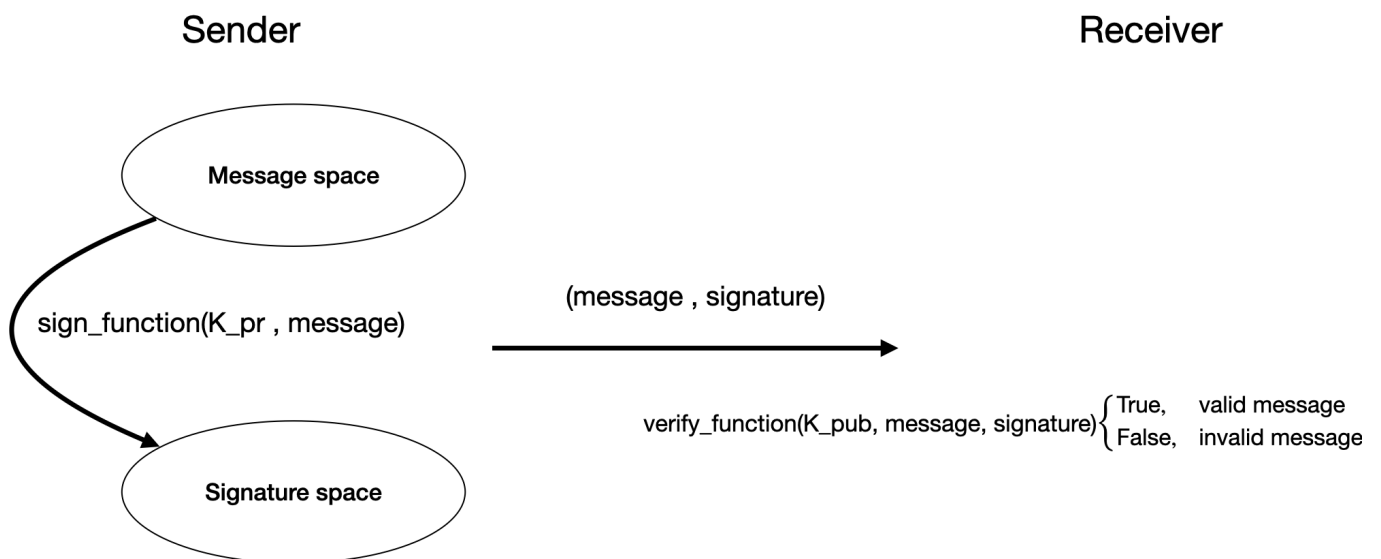 Sender
Receiver
Message space
sign_function(K_pr , message)
(message , signature)
verify_function(K_pub, message, signature)
True, valid message
False, invalid message
Signature space